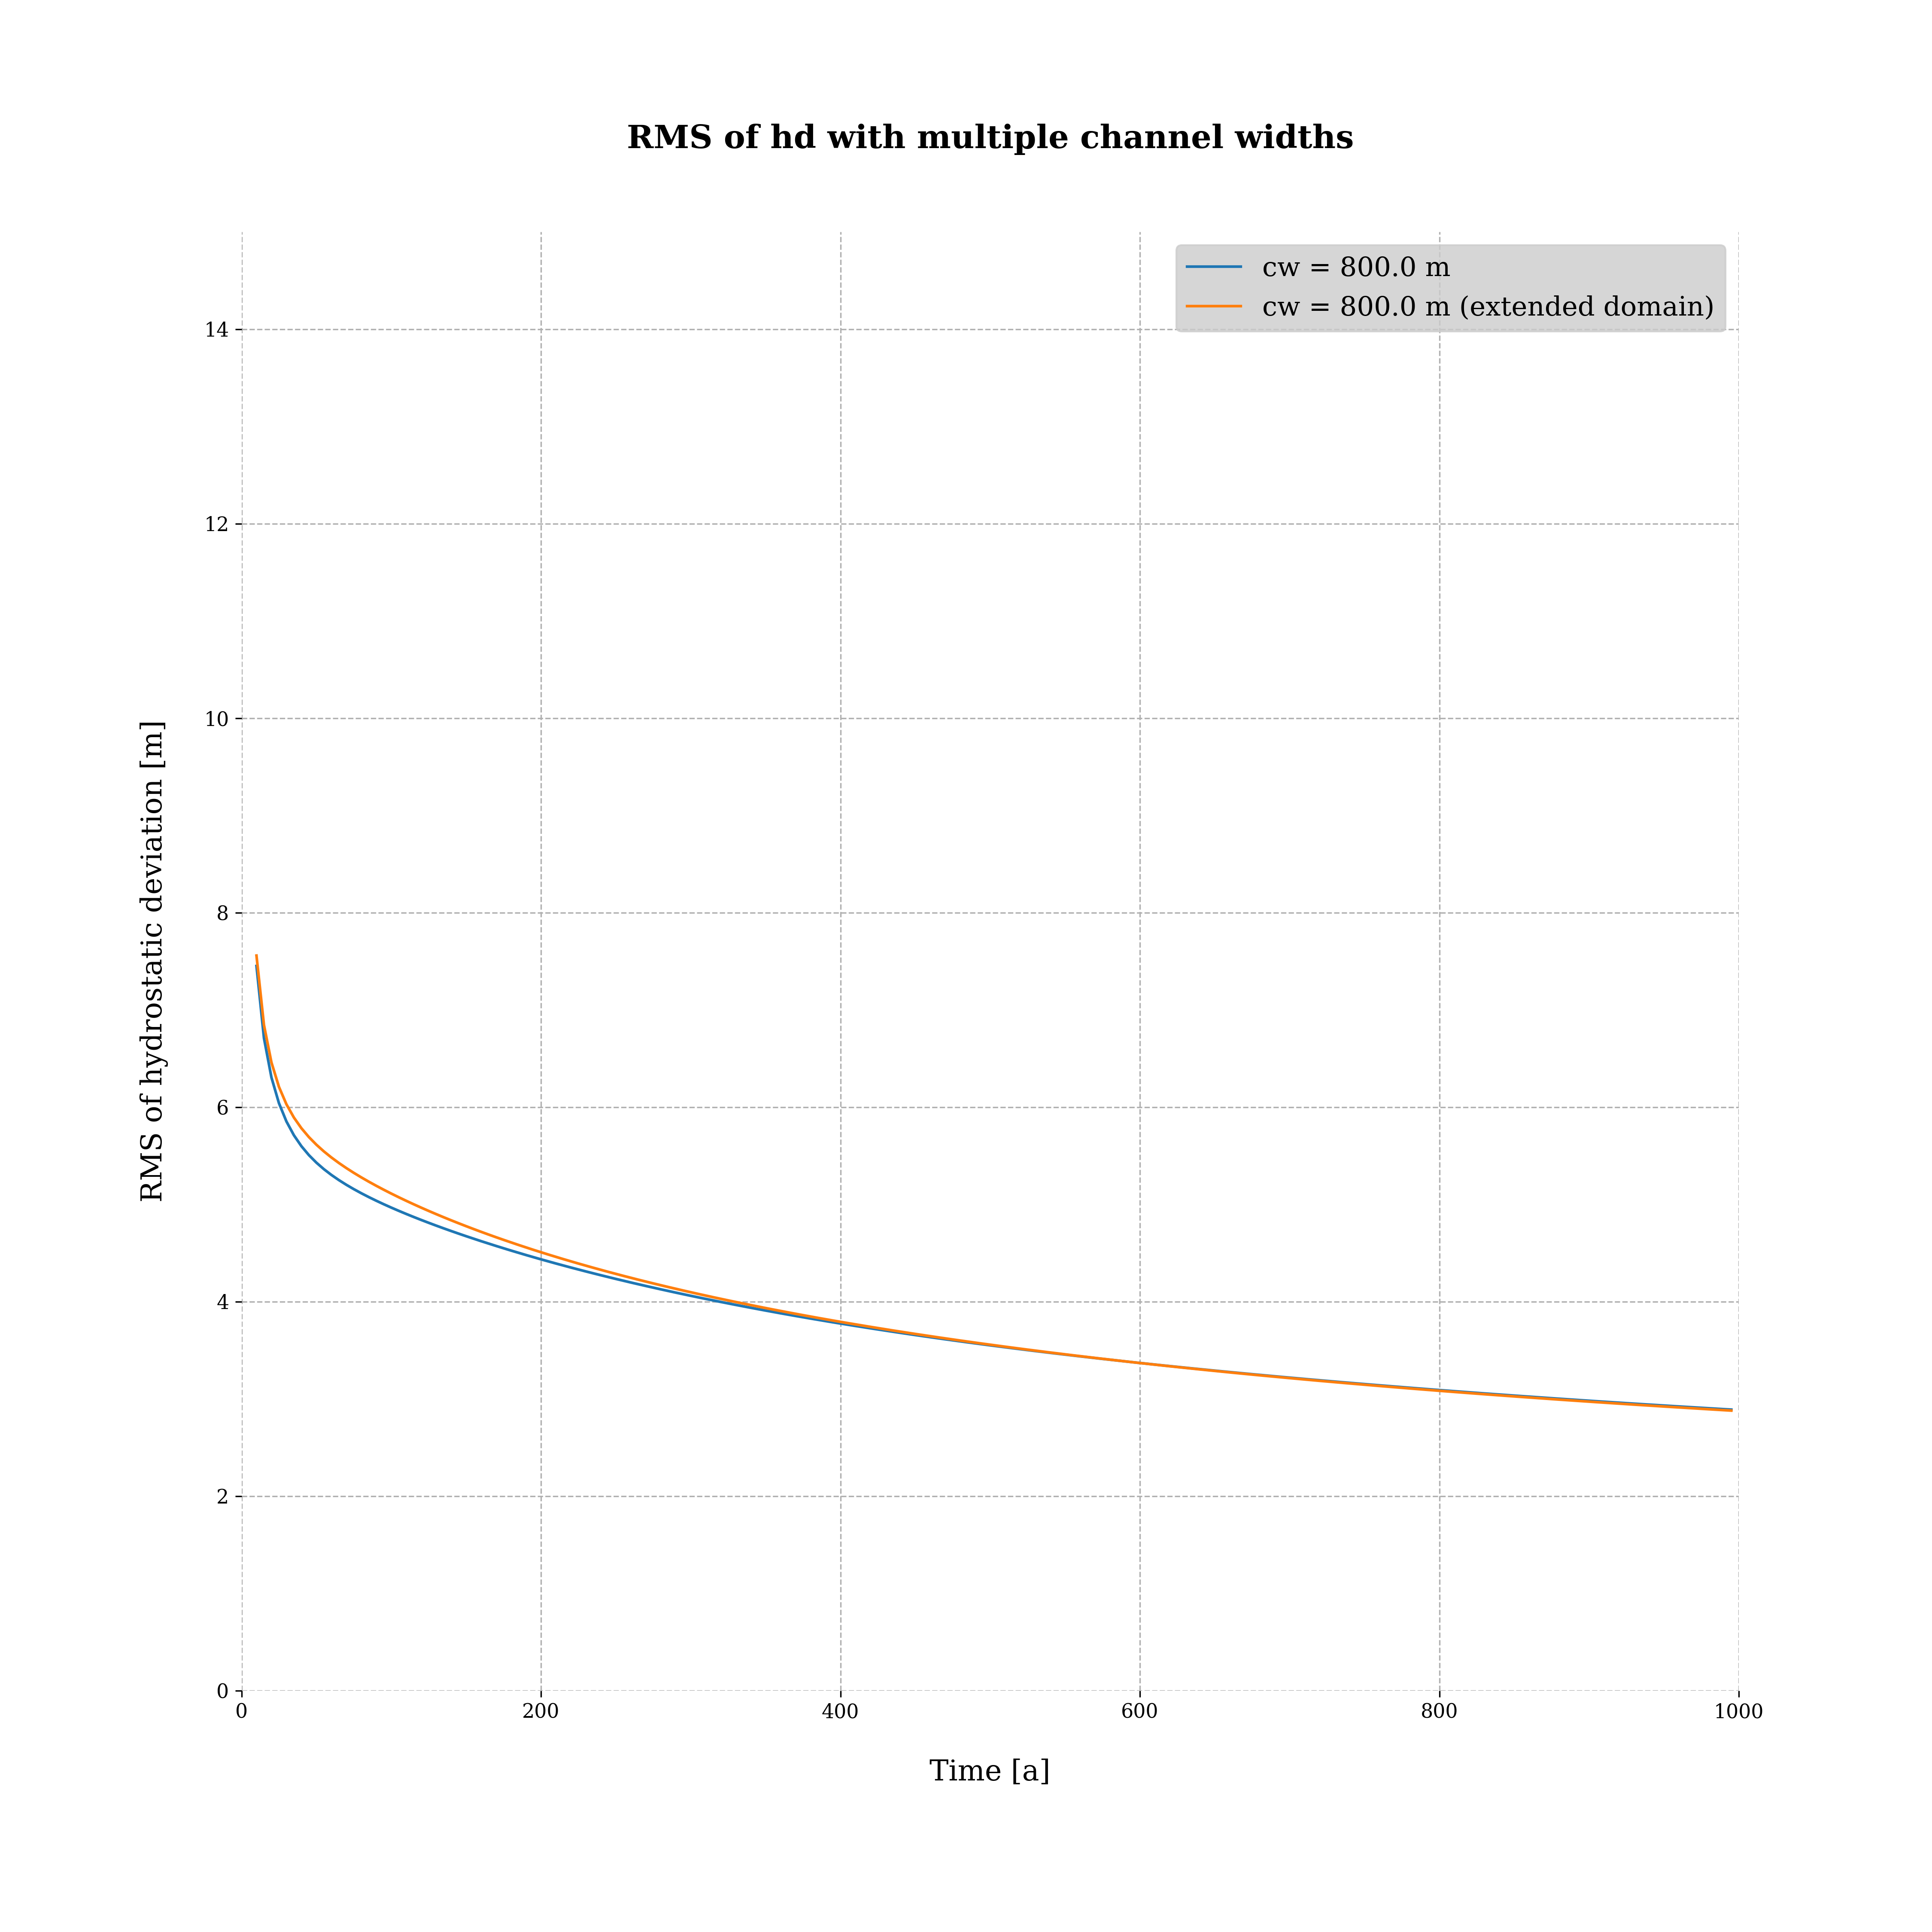 RMS of hd with multiple channel widths
cw = 800.0 m
cw = 800.0 m (extended domain)
14
12
10
8
6
4
2
0
RMS of hydrostatic deviation [m]
0 200 400 600 800 1000
Time [a]